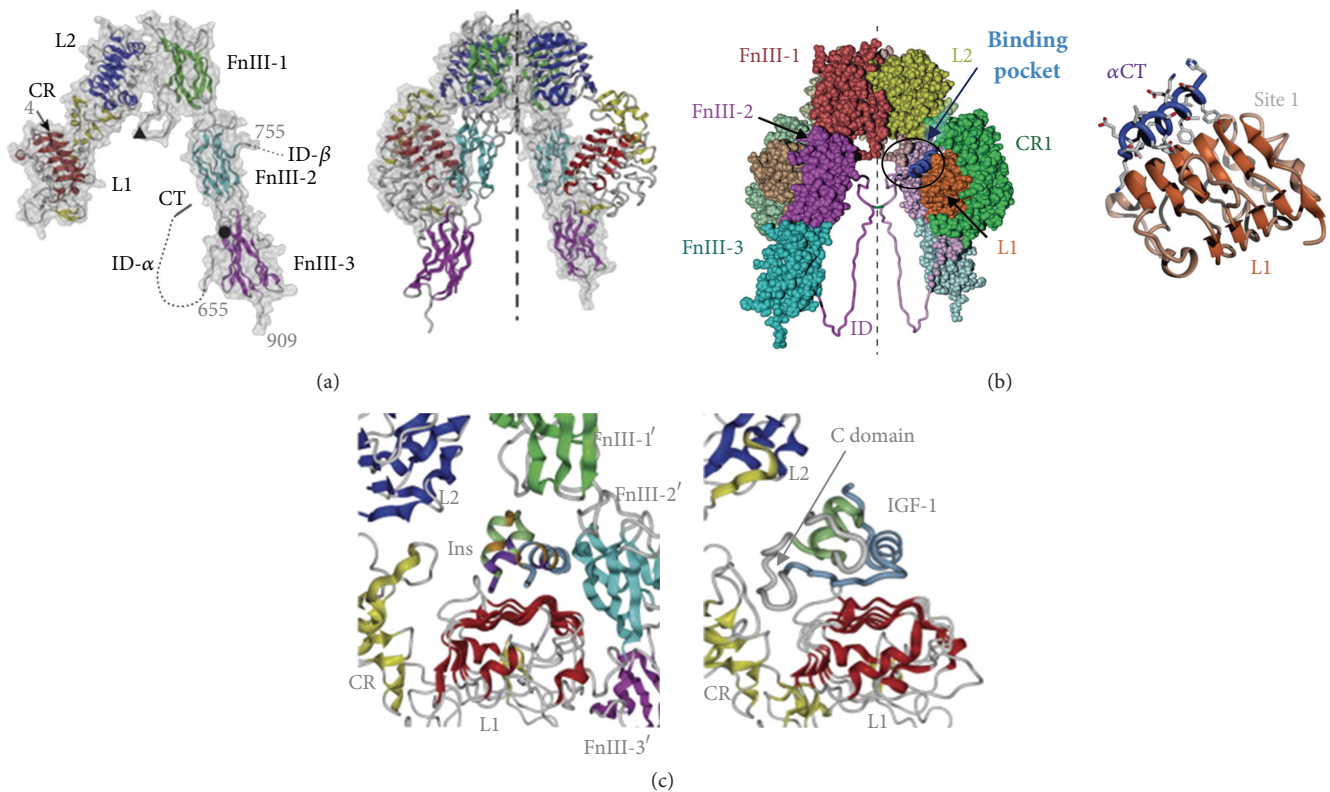 L2
FnIII-1
CR
4
755
ID-β
FnIII-2
L1
CT
ID-α
FnIII-3
655
909
(a)
FnIII-1
L2
Binding
pocket
FnIII-2
CR1
FnIII-3
L1
ID
αCT
Site 1
L1
(b)
FnIII-1′
L2
FnIII-2′
Ins
CR
L1
FnIII-3′
C domain
L2
IGF-1
CR
L1
(c)